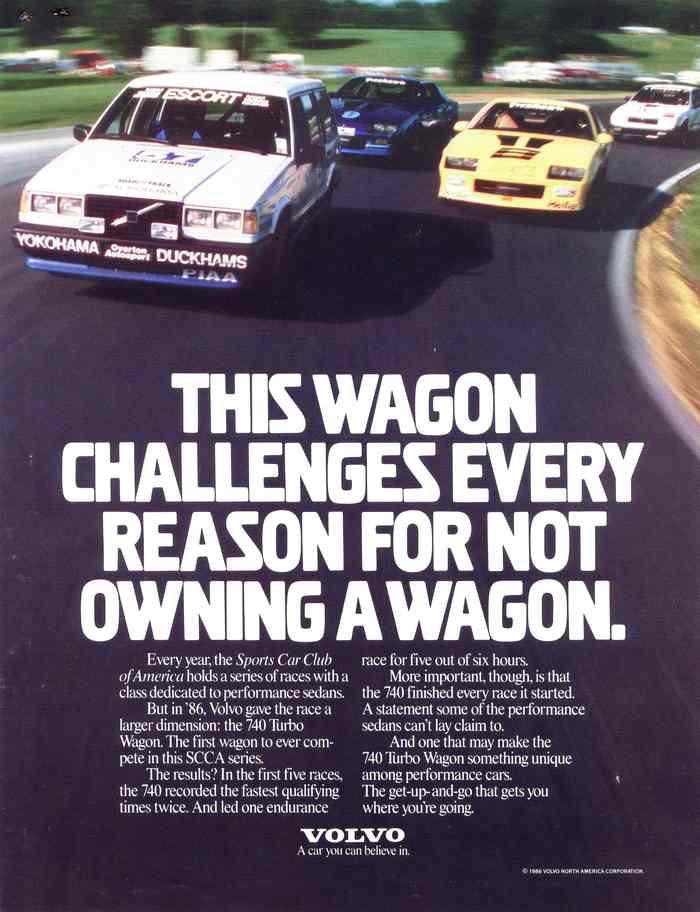 ESCORT
DUCKHAMS
ROAD & TRACK
YOKOHAMA
YOKOHAMA
Overton
Autosport
DUCKHAMS
PIAA
THIS WAGON
CHALLENGES EVERY
REASON FOR NOT
OWNING A WAGON.
Every year, the Sports Car Club
of America holds a series of races with a
class dedicated to performance sedans.
But in '86, Volvo gave the race a
larger dimension: the 740 Turbo
Wagon. The first wagon to ever com-
pete in this SCCA series.
The results? In the first five races,
the 740 recorded the fastest qualifying
times twice. And led one endurance
race for five out of six hours.
More important, though, is that
the 740 finished every race it started.
A statement some of the performance
sedans can't lay claim to.
And one that may make the
740 Turbo Wagon something unique
among performance cars.
The get-up-and-go that gets you
where you're going.
VOLVO
A car you can believe in.
© 1986 VOLVO NORTH AMERICA CORPORATION.